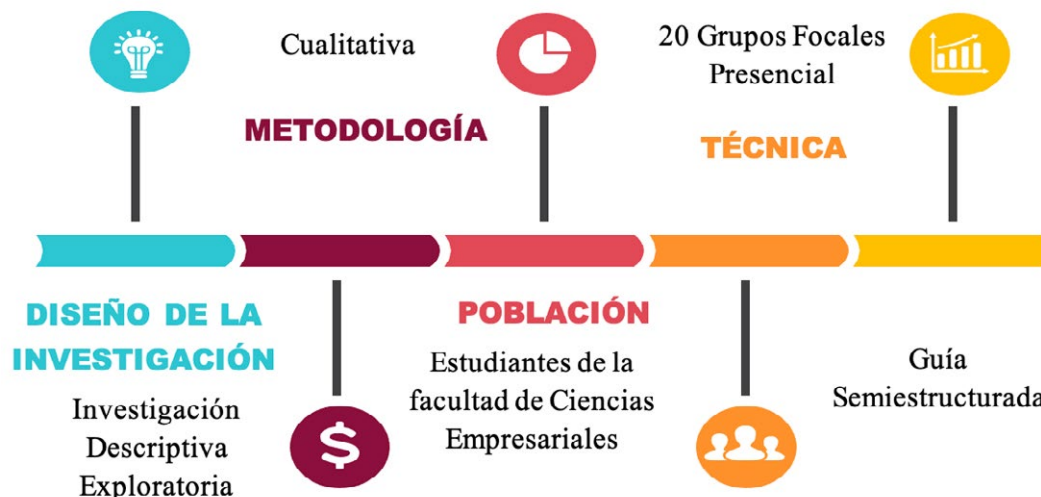 DISEÑO DE LA
INVESTIGACIÓN
Investigación
Descriptiva
Exploratoria
Cualitativa
METODOLOGÍA
$
POBLACIÓN
Estudiantes de la
facultad de Ciencias
Empresariales
20 Grupos Focales
Presencial
TÉCNICA
Guía
Semiestructurada